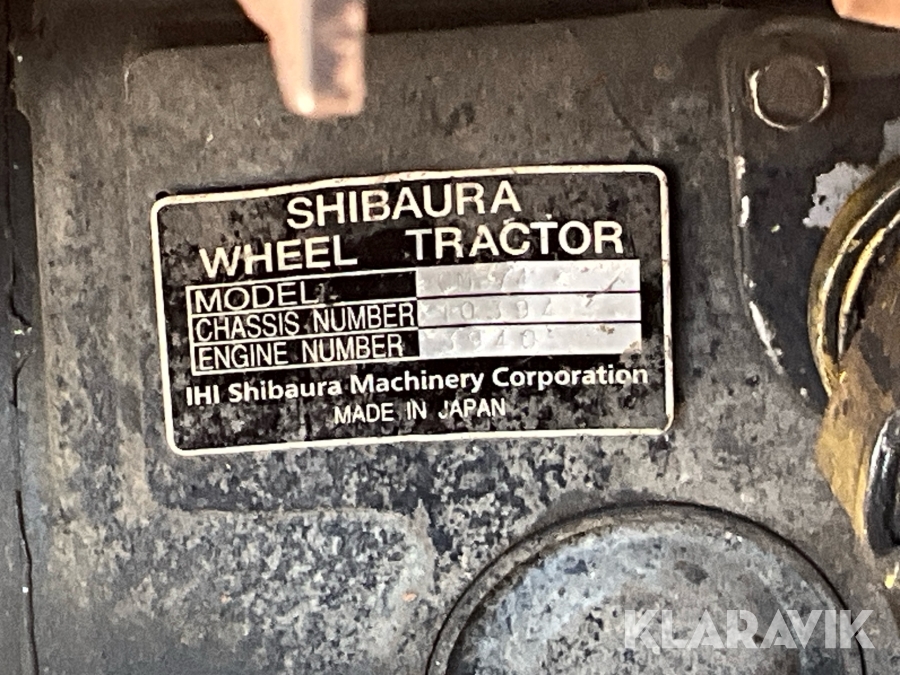 SHIBAURA
WHEEL TRACTOR
MODEL
CHASSIS NUMBER
ENGINE NUMBER
IHI Shibaura Machinery Corporation
MADE IN JAPAN
KLARAVIK